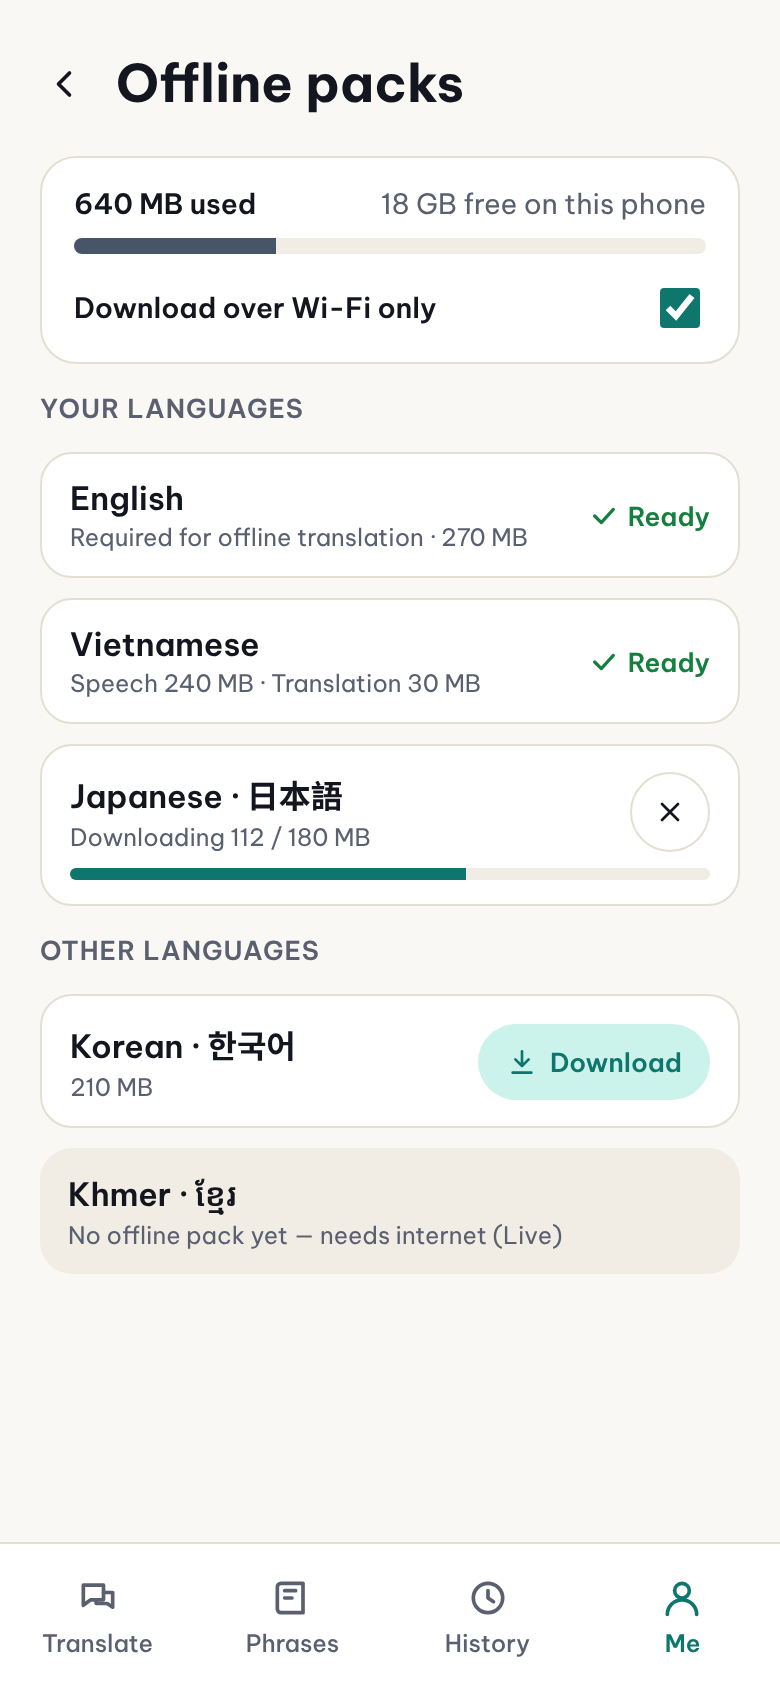 Offline packs
640 MB used
18 GB free on this phone
Download over Wi-Fi only
YOUR LANGUAGES
English
Required for offline translation · 270 MB
Ready
Vietnamese
Speech 240 MB · Translation 30 MB
Ready
Japanese · 日本語
Downloading 112 / 180 MB
OTHER LANGUAGES
Korean · 한국어
210 MB
Download
Khmer · ខ្មែរ
No offline pack yet — needs internet (Live)
Translate
Phrases
History
Me